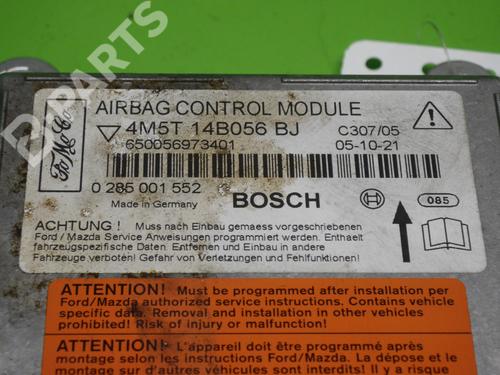 B-PARTS
AIRBAG CONTROL MODULE
4M5T 14B056 BJ
C307/05
650056973401
05-10-21
0 285 001 552
Made in Germany
BOSCH
085
FoMoCo
ACHTUNG ! Muss nach Einbau gemaess vorgeschriebenen
Ford / Mazda Service Anweisungen programmiert werden. Enthaelt
fahrzeugspezifische Daten. Entfernen und Einbau in andere
Fahrzeuge verboten! Gefahr von Verletzungen und Fehlfunktionen!
ATTENTION! Must be programmed after installation per
Ford/Mazda authorized service instructions. Contains vehicle
specific data. Removal and installation in other vehicles
prohibited! Risk of injury or malfunction!
ATTENTION! L'appareil doit être programmé après
montage selon les instructions Ford/Mazda. La dépose et le
montage sur d'autres véhicules sont interdits. Il y a risque